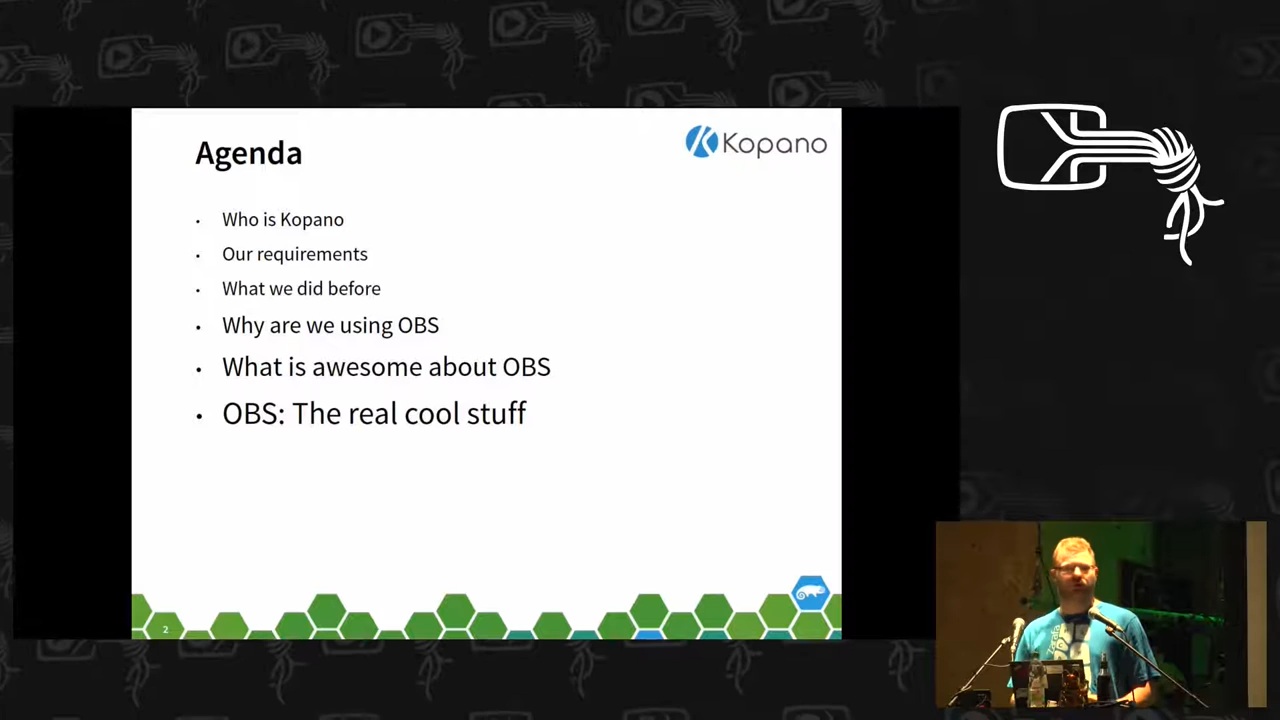 Agenda
Kopano
• Who is Kopano
• Our requirements
• What we did before
• Why are we using OBS
• What is awesome about OBS
• OBS: The real cool stuff
2
Zarafa